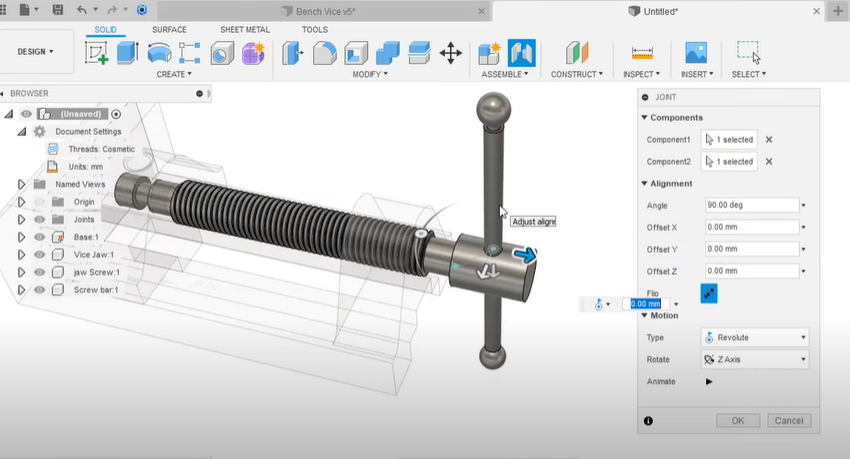 Bench Vice v5*
Untitled*
DESIGN
SOLID
SURFACE
SHEET METAL
TOOLS
CREATE
MODIFY
ASSEMBLE
CONSTRUCT
INSPECT
INSERT
SELECT
BROWSER
(Unsaved)
Document Settings
Threads: Cosmetic
Units: mm
Named Views
Origin
Joints
Base:1
Vice Jaw:1
jaw Screw:1
Screw bar:1
Adjust alignr
0.00 mm
JOINT
Components
Component1 1 selected
Component2 1 selected
Alignment
Angle 90.00 deg
Offset X 0.00 mm
Offset Y 0.00 mm
Offset Z 0.00 mm
Flip
Motion
Type Revolute
Rotate Z Axis
Animate
OK Cancel